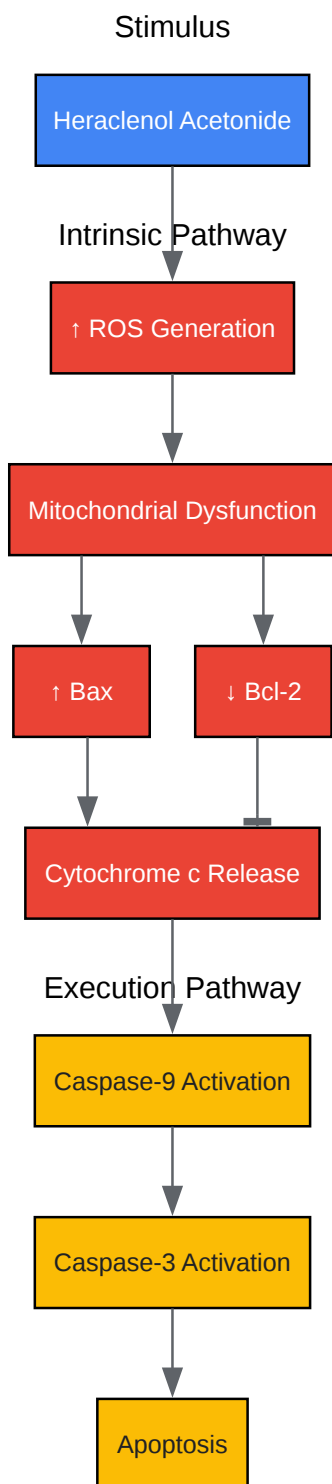 Stimulus
Heraclenol Acetonide
Intrinsic Pathway
↑ ROS Generation
Mitochondrial Dysfunction
↑ Bax
↓ Bcl-2
Cytochrome c Release
Execution Pathway
Caspase-9 Activation
Caspase-3 Activation
Apoptosis